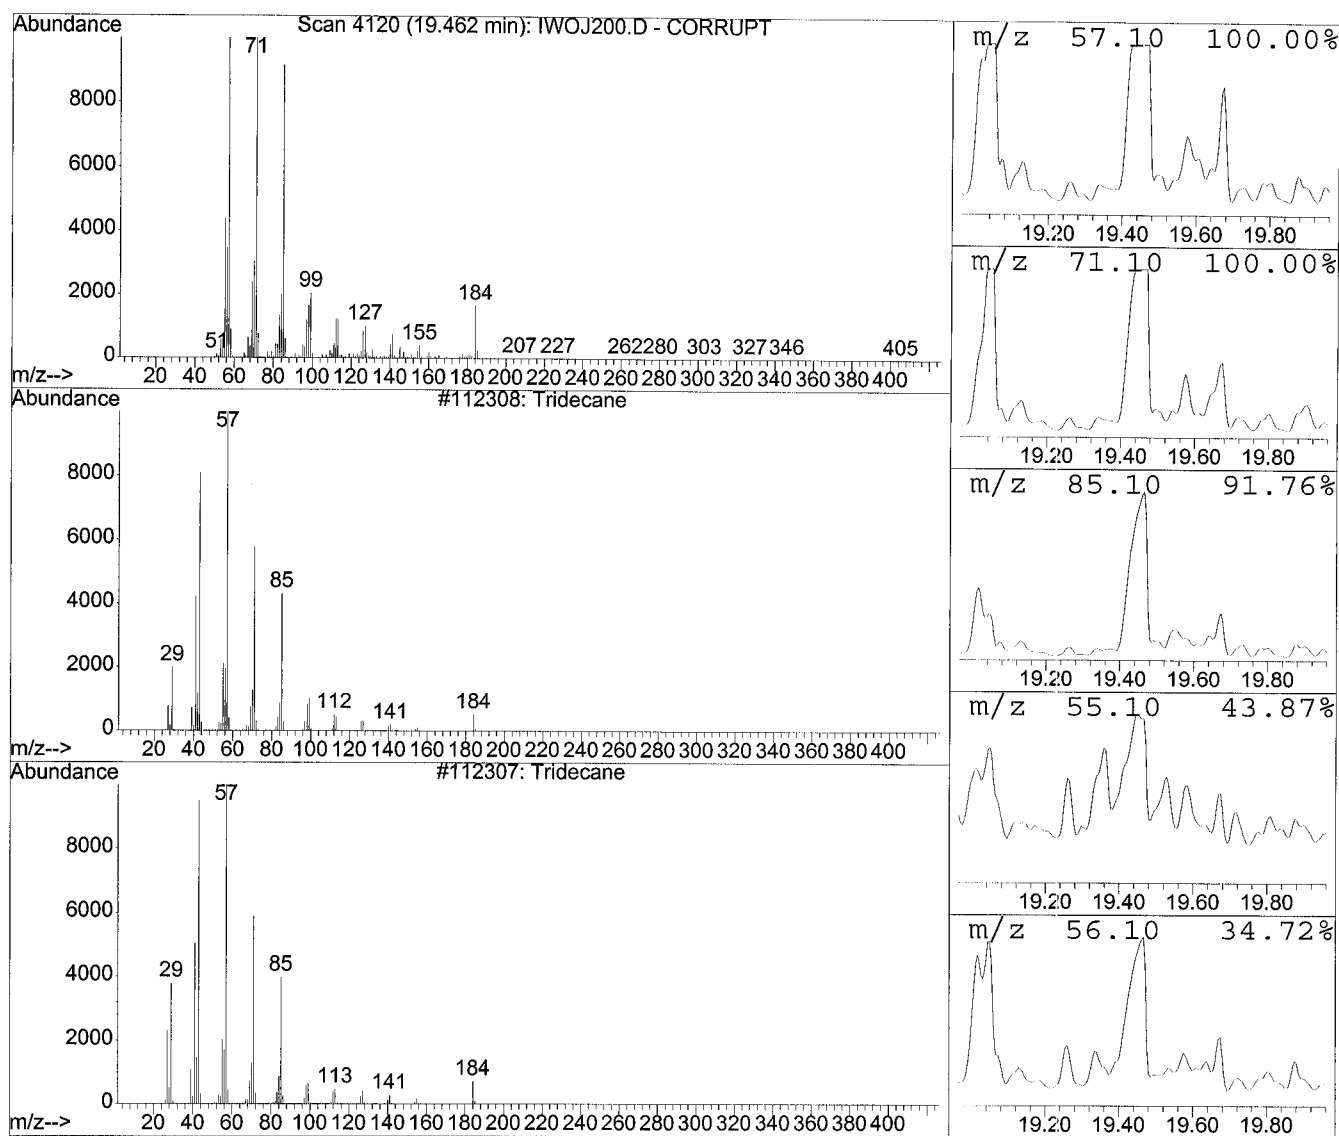 Abundance
Scan 4120 (19.462 min): IWOJ200.D - CORRUPT
71
8000
6000
4000
2000
99
127
184
51
155
207 227 262 280 303 327 346 405
0
m/z-->
20 40 60 80 100 120 140 160 180 200 220 240 260 280 300 320 340 360 380 400
Abundance
#112308: Tridecane
57
8000
6000
4000
85
2000
29
112
141
184
0
m/z-->
20 40 60 80 100 120 140 160 180 200 220 240 260 280 300 320 340 360 380 400
Abundance
#112307: Tridecane
57
8000
6000
4000
29
85
2000
113
141
184
0
m/z-->
20 40 60 80 100 120 140 160 180 200 220 240 260 280 300 320 340 360 380 400
m/z 57.10 100.00%
19.20 19.40 19.60 19.80
m/z 71.10 100.00%
19.20 19.40 19.60 19.80
m/z 85.10 91.76%
19.20 19.40 19.60 19.80
m/z 55.10 43.87%
19.20 19.40 19.60 19.80
m/z 56.10 34.72%
19.20 19.40 19.60 19.80